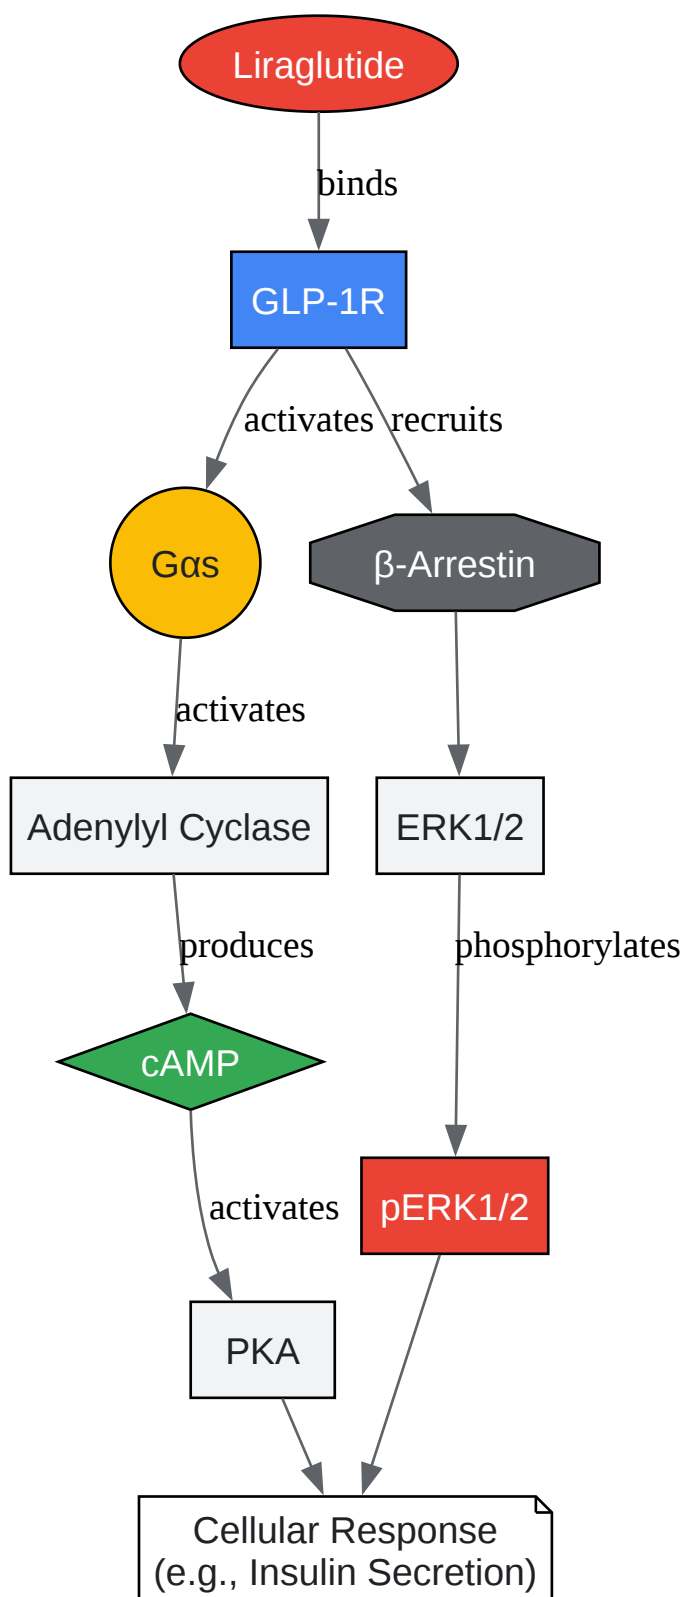 Liraglutide
binds
GLP-1R
activates
recruits
Gαs
β-Arrestin
activates
Adenylyl Cyclase
ERK1/2
produces
phosphorylates
cAMP
activates
pERK1/2
PKA
Cellular Response
(e.g., Insulin Secretion)